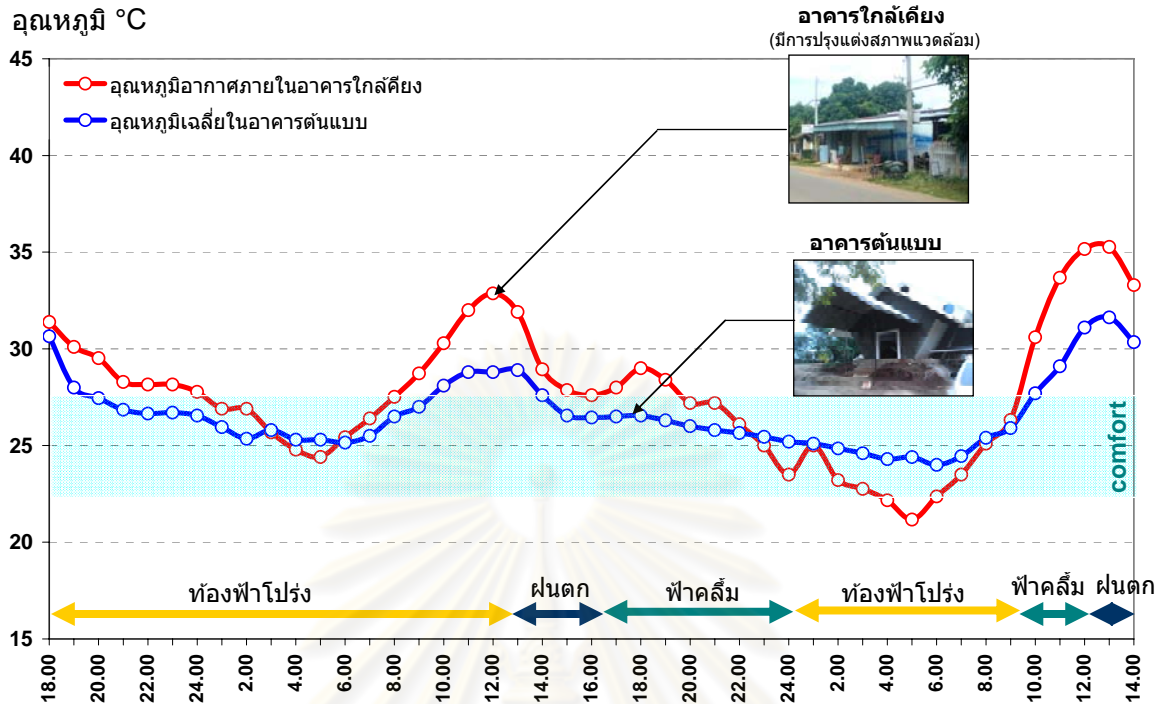 อุณหภูมิ °C
อาคารใกล้เคียง
(มีการปรุงแต่งสภาพแวดล้อม)
45
อุณหภูมิอากาศภายในอาคารใกล้คียง
อุณหภูมิเฉลี่ยในอาคารต้นแบบ
40
35
อาคารต้นแบบ
30
25
comfort
20
ท้องฟ้าโปร่ง ฝนตก ฟ้าคลึ้ม ท้องฟ้าโปร่ง ฟ้าคลึ้ม ฝนตก
15
18.00 20.00 22.00 24.00 2.00 4.00 6.00 8.00 10.00 12.00 14.00 16.00 18.00 20.00 22.00 24.00 2.00 4.00 6.00 8.00 10.00 12.00 14.00